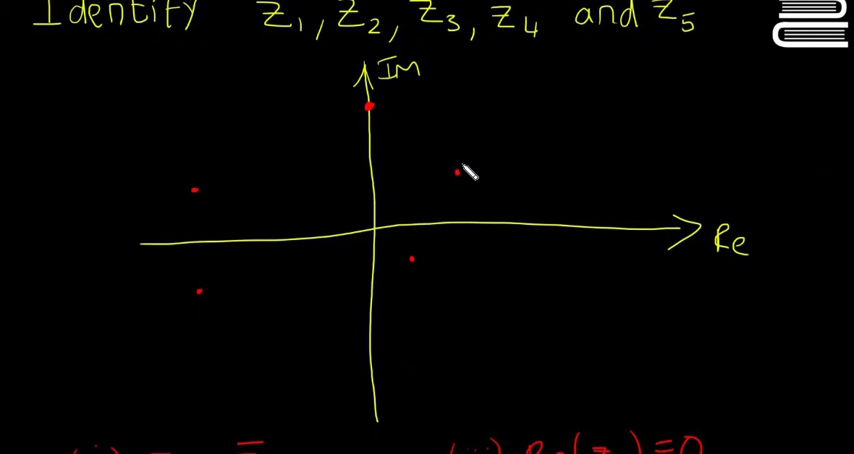 Identify Z1, Z2, Z3, Z4 and Z5
IM
Re